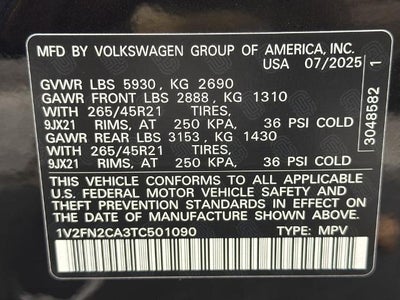 MFD BY VOLKSWAGEN GROUP OF AMERICA, INC.
USA 07/2025
GVWR LBS 5930, KG 2690
GAWR FRONT LBS 2888, KG 1310
WITH 265/45R21 TIRES,
9JX21 RIMS, AT 250 KPA, 36 PSI COLD
GAWR REAR LBS 3153, KG 1430
WITH 265/45R21 TIRES,
9JX21 RIMS, AT 250 KPA, 36 PSI COLD
THIS VEHICLE CONFORMS TO ALL APPLICABLE
U.S. FEDERAL MOTOR VEHICLE SAFETY AND
THEFT PREVENTION STANDARDS IN EFFECT ON
THE DATE OF MANUFACTURE SHOWN ABOVE.
1V2FN2CA3TC501090 TYPE: MPV
3048582 1